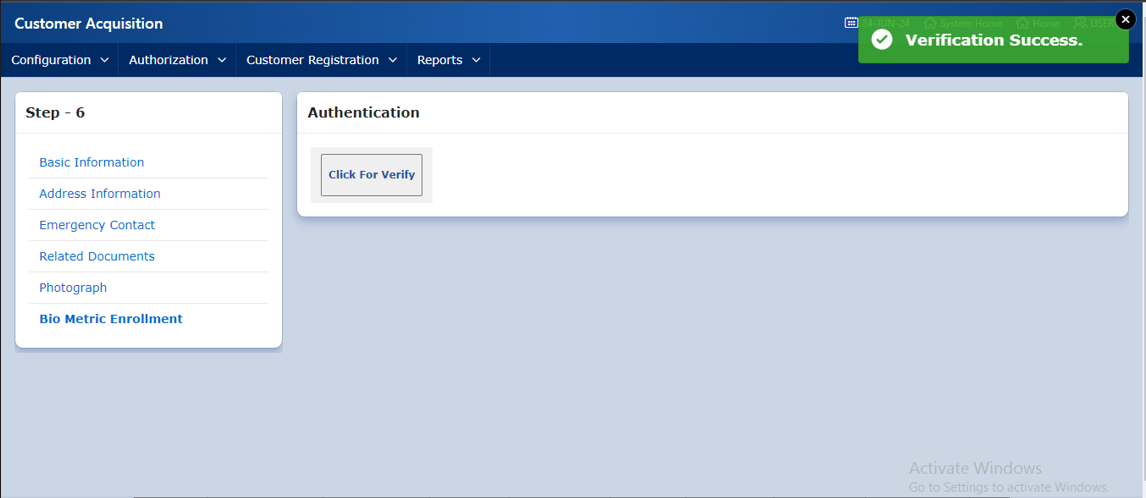 Customer Acquisition
24-JUN-24 System Home Home USER
Verification Success.
Configuration Authorization Customer Registration Reports
Step - 6
Basic Information
Address Information
Emergency Contact
Related Documents
Photograph
Bio Metric Enrollment
Authentication
Click For Verify
Activate Windows
Go to Settings to activate Windows.